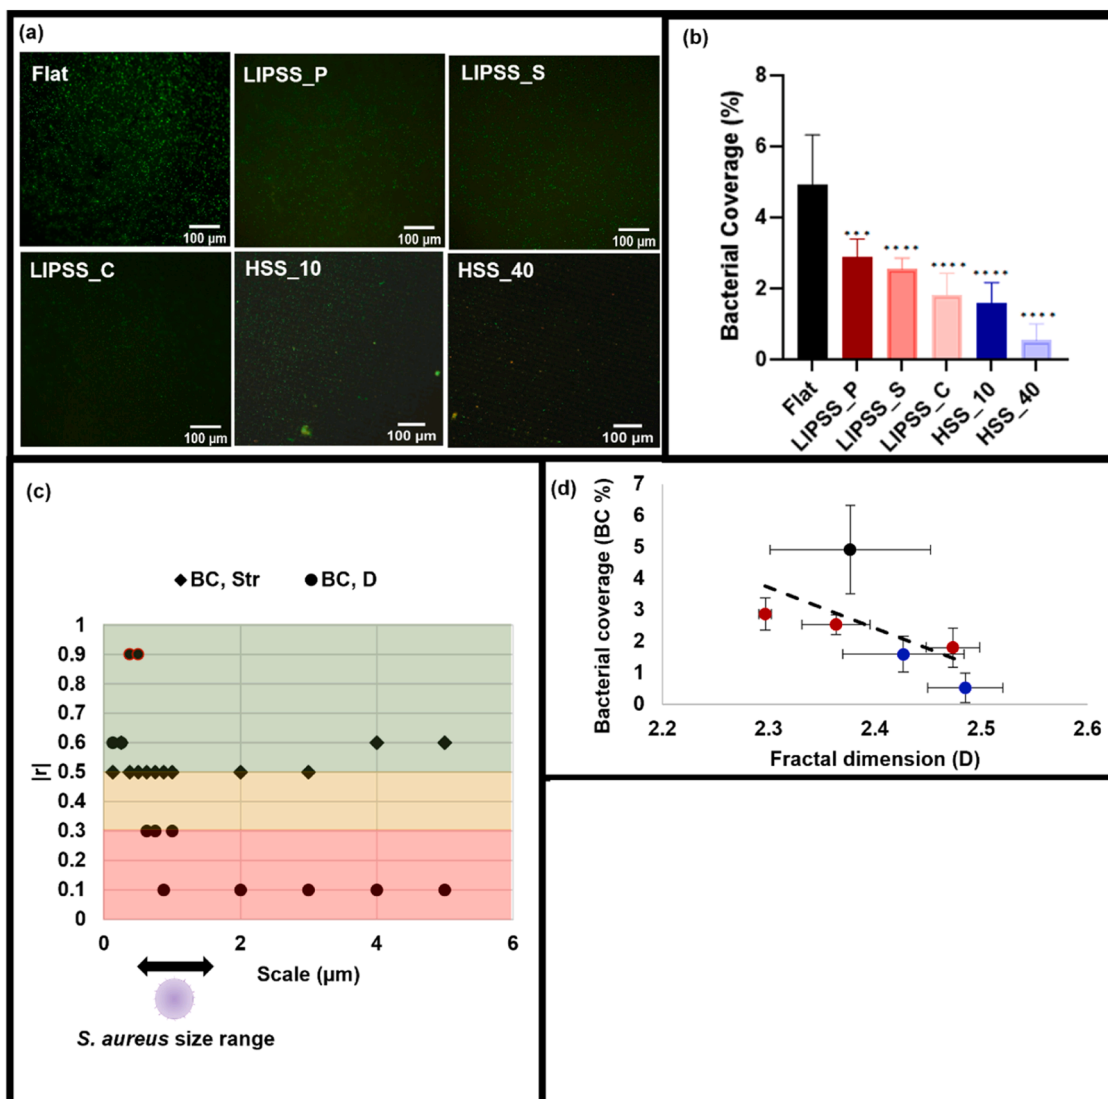 (a)
Flat
LIPSS_P
LIPSS_S
100 µm
100 µm
100 µm
LIPSS_C
HSS_10
HSS_40
100 µm
100 µm
100 µm
(b)
Bacterial Coverage (%)
8
6
4
2
0
***
****
****
****
****
Flat
LIPSS_P
LIPSS_S
LIPSS_C
HSS_10
HSS_40
(c)
BC, Str
BC, D
|r|
1
0.9
0.8
0.7
0.6
0.5
0.4
0.3
0.2
0.1
0
0
2
4
6
Scale (µm)
S. aureus size range
(d)
Bacterial coverage (BC %)
7
6
5
4
3
2
1
0
2.2
2.3
2.4
2.5
2.6
Fractal dimension (D)